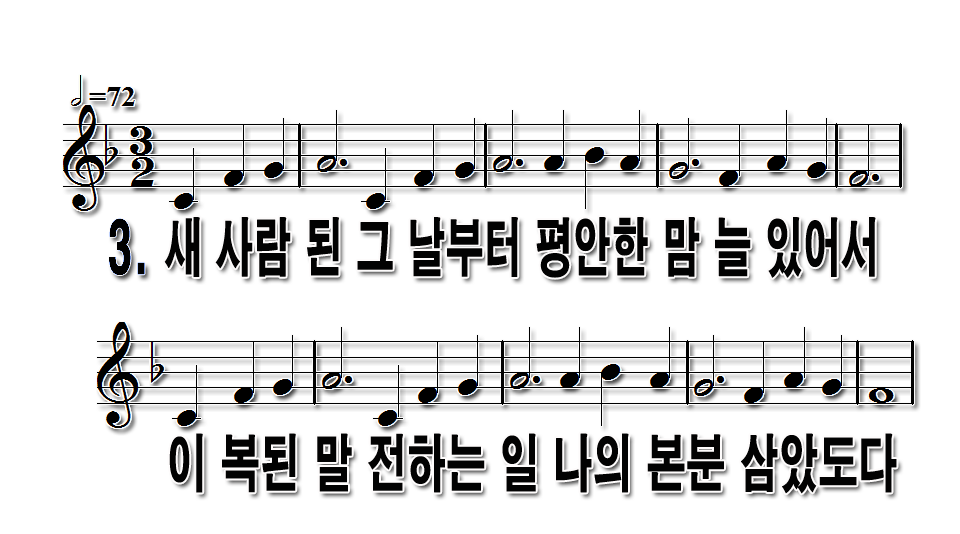 𝅗𝅥=72
3. 새 사람 된 그 날부터 평안한 맘 늘 있어서
이 복된 말 전하는 일 나의 본분 삼았도다